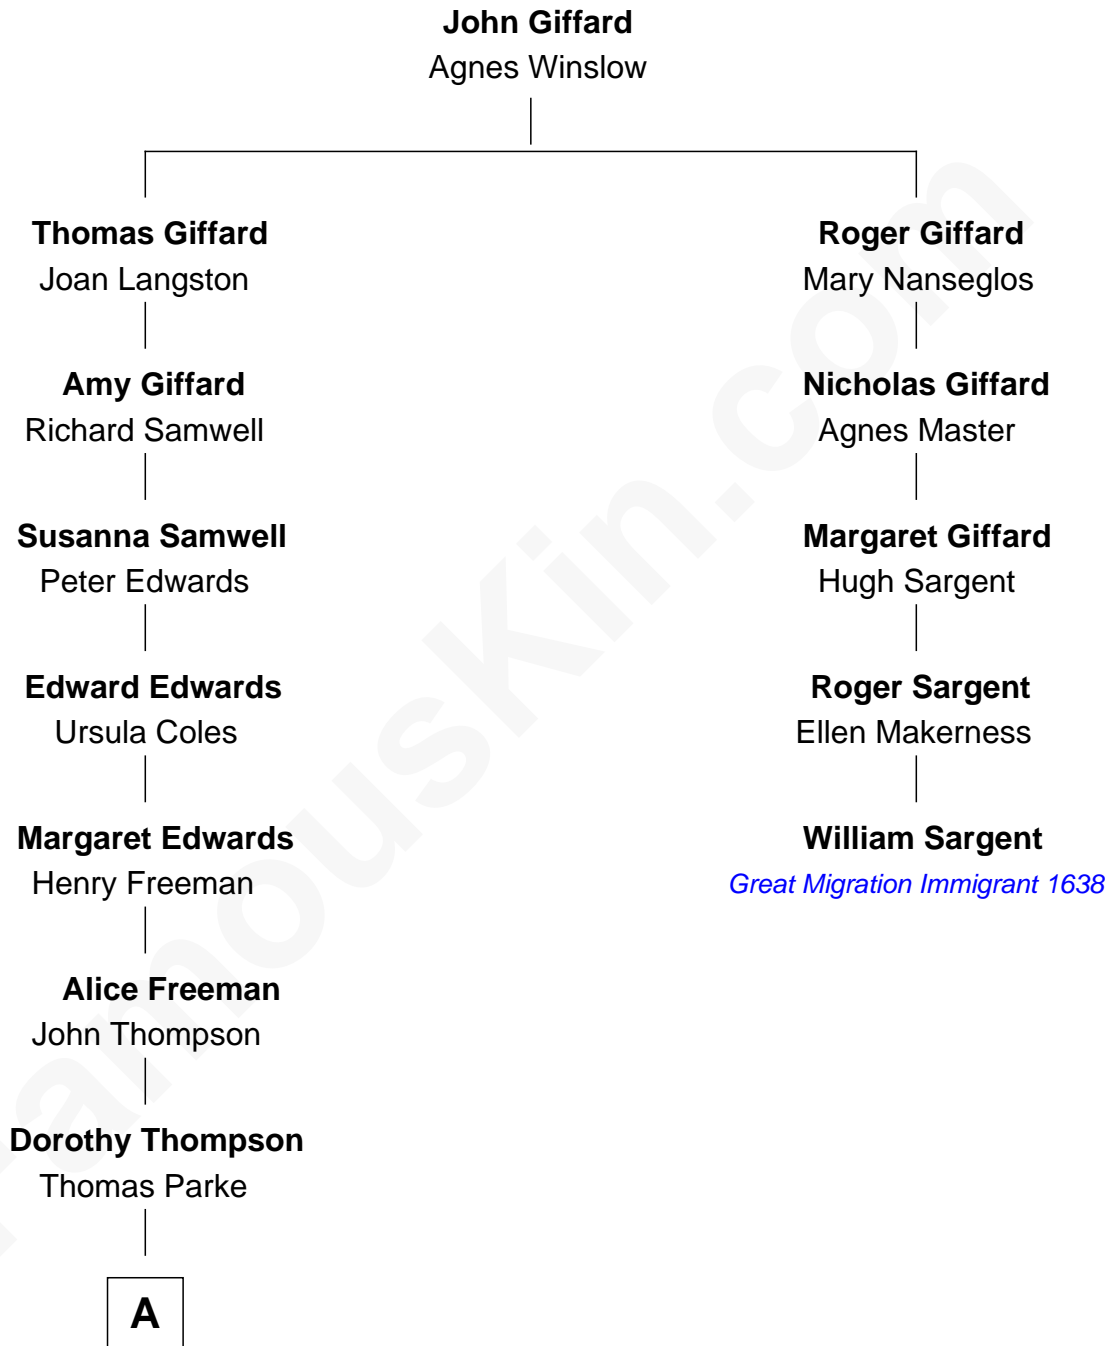 John Giffard
Agnes Winslow
Thomas Giffard
Joan Langston
Roger Giffard
Mary Nanseglos
Amy Giffard
Richard Samwell
Nicholas Giffard
Agnes Master
Susanna Samwell
Peter Edwards
Margaret Giffard
Hugh Sargent
Edward Edwards
Ursula Coles
Roger Sargent
Ellen Makerness
Margaret Edwards
Henry Freeman
William Sargent
Great Migration Immigrant 1638
Alice Freeman
John Thompson
Dorothy Thompson
Thomas Parke
A
FamousKin.com